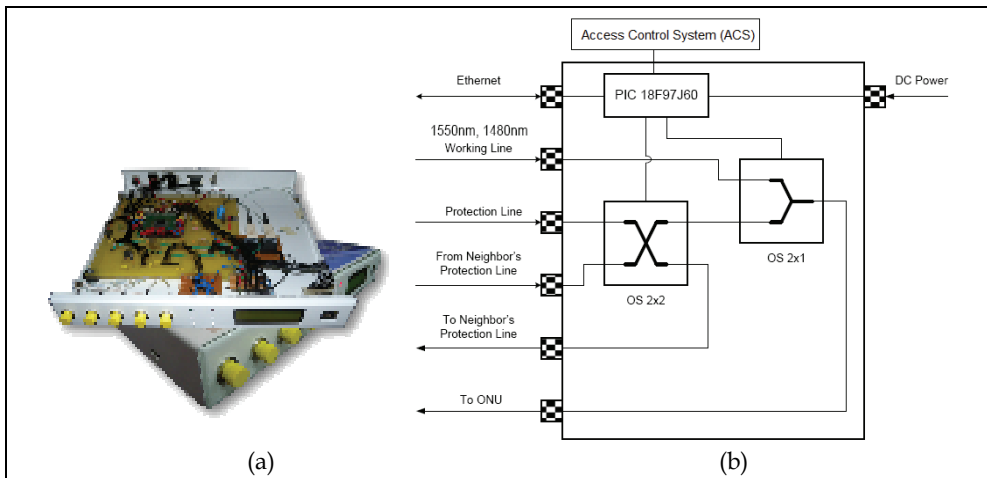 Access Control System (ACS)
Ethernet
PIC 18F97J60
DC Power
1550nm, 1480nm
Working Line
Protection Line
OS 2x1
From Neighbor's
Protection Line
OS 2x2
To Neighbor's
Protection Line
To ONU
(a)
(b)